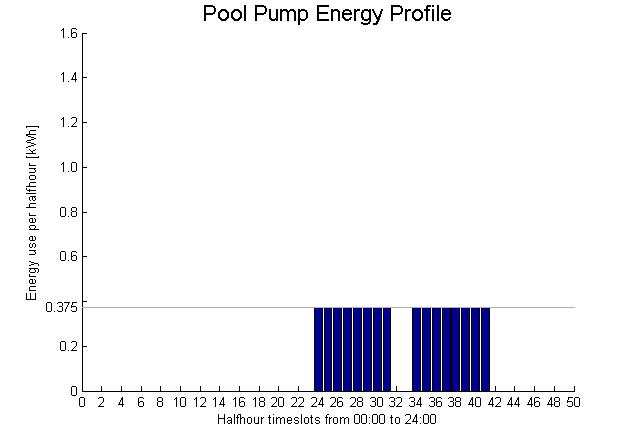 Pool Pump Energy Profile
1.6
1.4
1.2
1.0
0.8
0.6
0.375
0.2
0
Energy use per halfhour [kWh]
0 2 4 6 8 10 12 14 16 18 20 22 24 26 28 30 32 34 36 38 40 42 44 46 48 50
Halfhour timeslots from 00:00 to 24:00